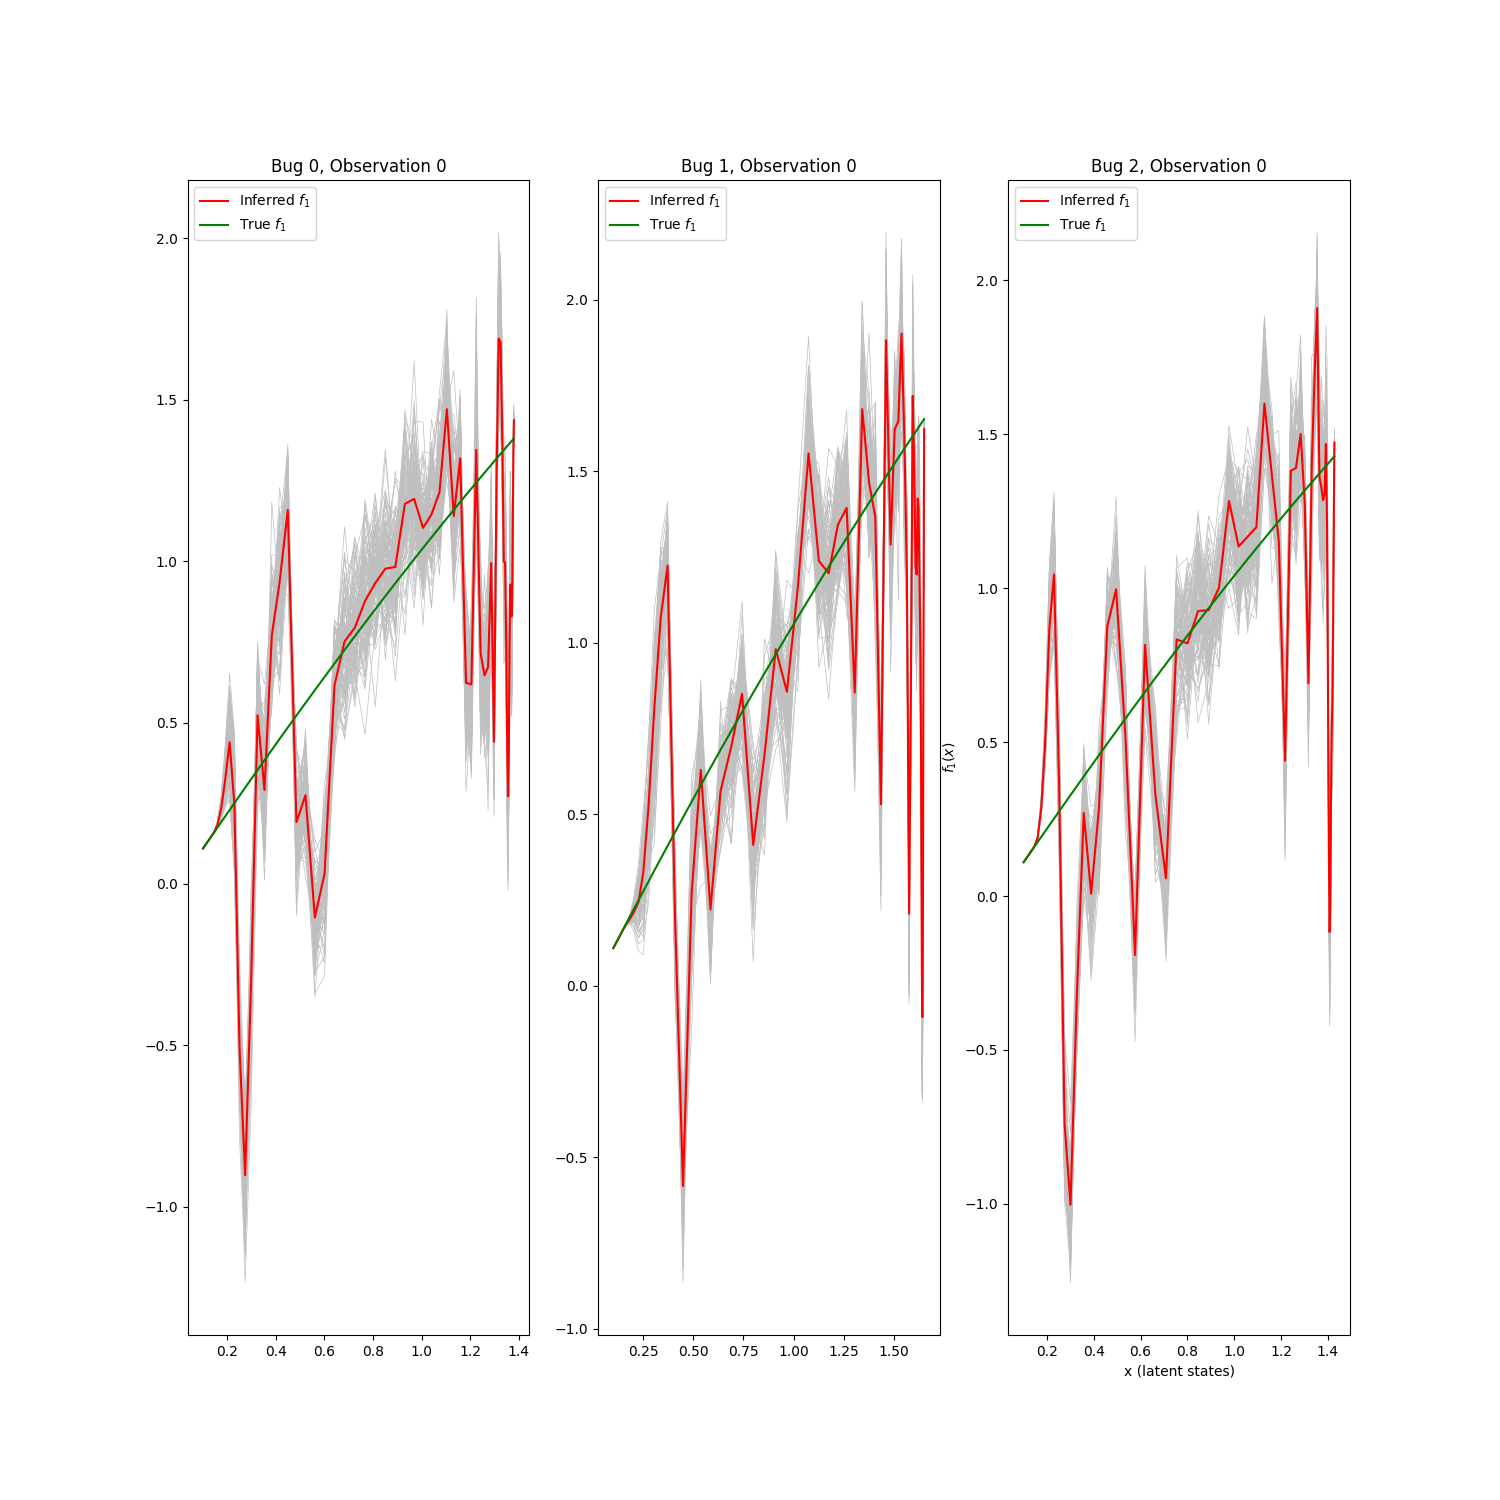 Bug 0, Observation 0
Inferred f₁
True f₁
2.0
1.5
1.0
0.5
0.0
−0.5
−1.0
0.2 0.4 0.6 0.8 1.0 1.2 1.4
Bug 1, Observation 0
Inferred f₁
True f₁
2.0
1.5
1.0
0.5
0.0
−0.5
−1.0
0.25 0.50 0.75 1.00 1.25 1.50
Bug 2, Observation 0
Inferred f₁
True f₁
f₁(x)
2.0
1.5
1.0
0.5
0.0
−0.5
−1.0
0.2 0.4 0.6 0.8 1.0 1.2 1.4
x (latent states)